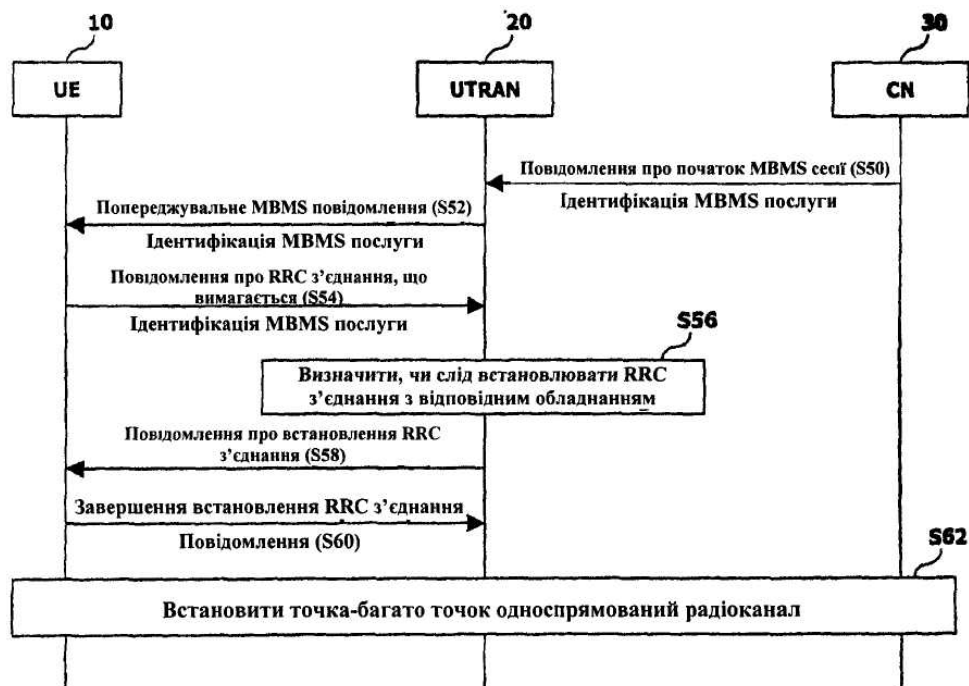 10
20
30
UE
UTRAN
CN
Повідомлення про початок MBMS сесії (S50)
Ідентифікація MBMS послуги
Попереджувальне MBMS повідомлення (S52)
Ідентифікація MBMS послуги
Повідомлення про RRC з’єднання, що
вимагається (S54)
Ідентифікація MBMS послуги
S56
Визначити, чи слід встановлювати RRC
з’єднання з відповідним обладнанням
Повідомлення про встановлення RRC
з’єднання (S58)
Завершення встановлення RRC з’єднання
Повідомлення (S60)
S62
Встановити точка-багато точок односпрямований радіоканал